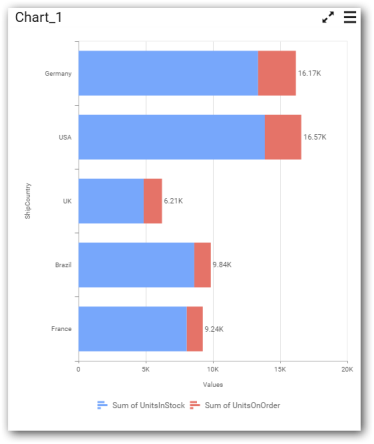 Chart_1
Germany
16.17K
USA
16.57K
ShipCountry
UK
6.21K
Brazil
9.84K
France
9.24K
0 5K 10K 15K 20K
Values
Sum of UnitsInStock Sum of UnitsOnOrder